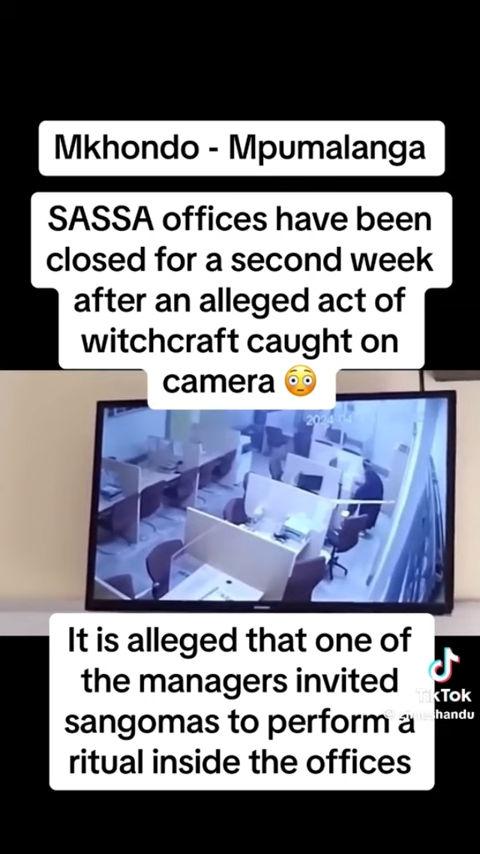 Mkhondo - Mpumalanga
SASSA offices have been
closed for a second week
after an alleged act of
witchcraft caught on
camera 😳
It is alleged that one of
the managers invited
sangomas to perform a
ritual inside the offices
TikTok